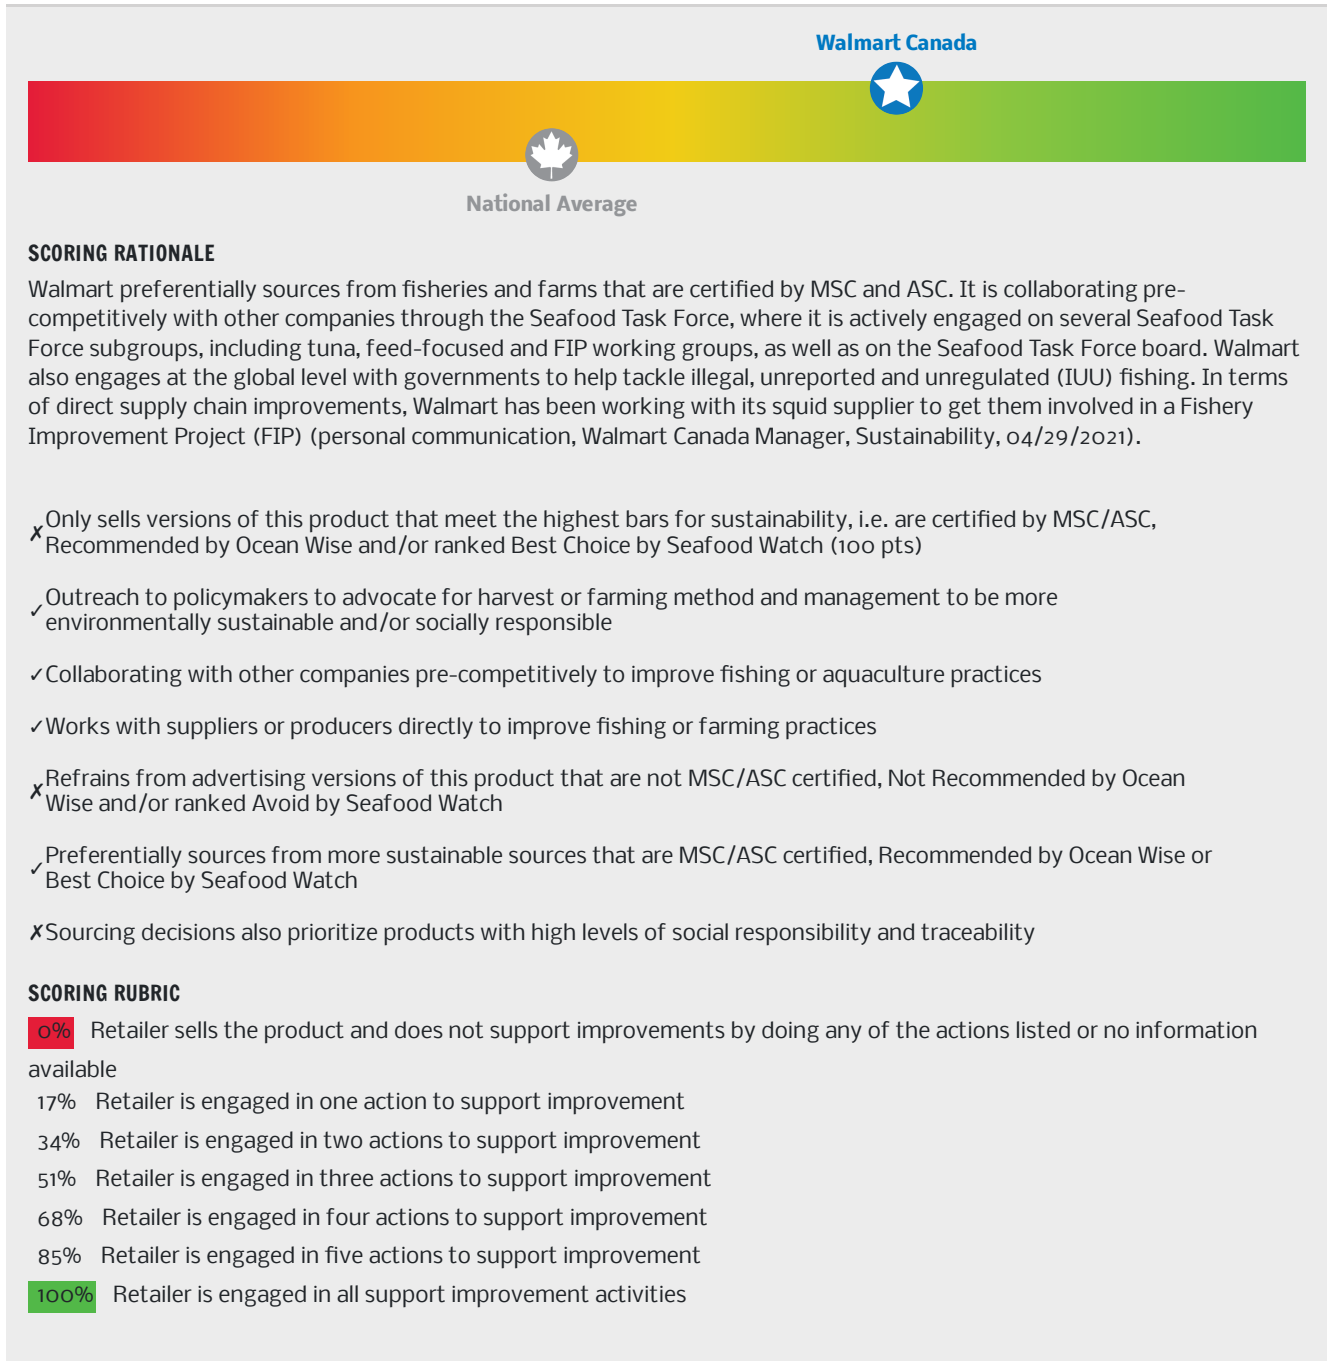 Walmart Canada
National Average
SCORING RATIONALE
Walmart preferentially sources from fisheries and farms that are certified by MSC and ASC. It is collaborating pre-
competitively with other companies through the Seafood Task Force, where it is actively engaged on several Seafood Task
Force subgroups, including tuna, feed-focused and FIP working groups, as well as on the Seafood Task Force board. Walmart
also engages at the global level with governments to help tackle illegal, unreported and unregulated (IUU) fishing. In terms
of direct supply chain improvements, Walmart has been working with its squid supplier to get them involved in a Fishery
Improvement Project (FIP) (personal communication, Walmart Canada Manager, Sustainability, 04/29/2021).
✗ Only sells versions of this product that meet the highest bars for sustainability, i.e. are certified by MSC/ASC,
Recommended by Ocean Wise and/or ranked Best Choice by Seafood Watch (100 pts)
✓ Outreach to policymakers to advocate for harvest or farming method and management to be more
environmentally sustainable and/or socially responsible
✓ Collaborating with other companies pre-competitively to improve fishing or aquaculture practices
✓ Works with suppliers or producers directly to improve fishing or farming practices
✗ Refrains from advertising versions of this product that are not MSC/ASC certified, Not Recommended by Ocean
Wise and/or ranked Avoid by Seafood Watch
✓ Preferentially sources from more sustainable sources that are MSC/ASC certified, Recommended by Ocean Wise or
Best Choice by Seafood Watch
✗ Sourcing decisions also prioritize products with high levels of social responsibility and traceability
SCORING RUBRIC
0% Retailer sells the product and does not support improvements by doing any of the actions listed or no information
available
17% Retailer is engaged in one action to support improvement
34% Retailer is engaged in two actions to support improvement
51% Retailer is engaged in three actions to support improvement
68% Retailer is engaged in four actions to support improvement
85% Retailer is engaged in five actions to support improvement
100% Retailer is engaged in all support improvement activities